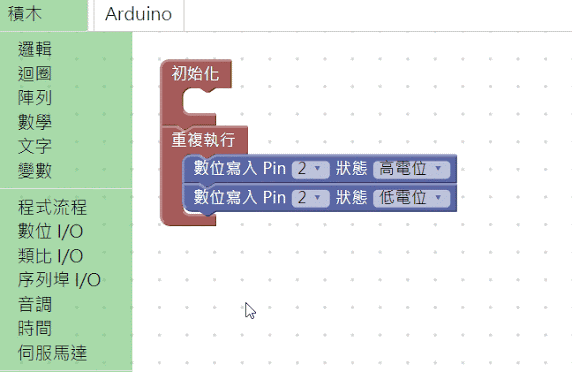 積木 Arduino
邏輯
迴圈
陣列
數學
文字
變數
程式流程
數位 I/O
類比 I/O
序列埠 I/O
音調
時間
伺服馬達
初始化
重複執行
數位寫入 Pin 2 狀態 高電位
數位寫入 Pin 2 狀態 低電位